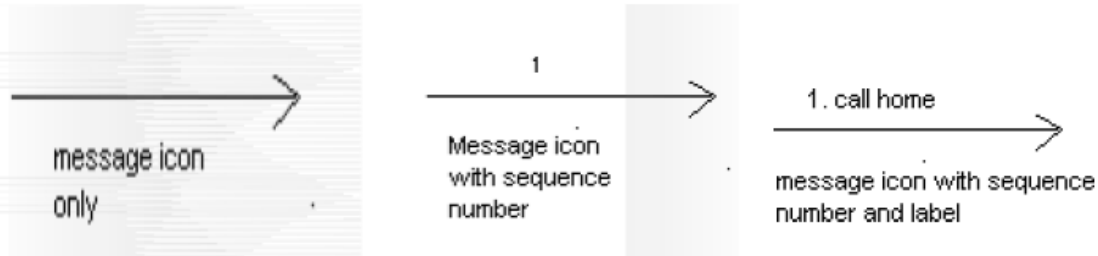 message icon
only
1
Message icon
with sequence
number
1. call home
message icon with sequence
number and label